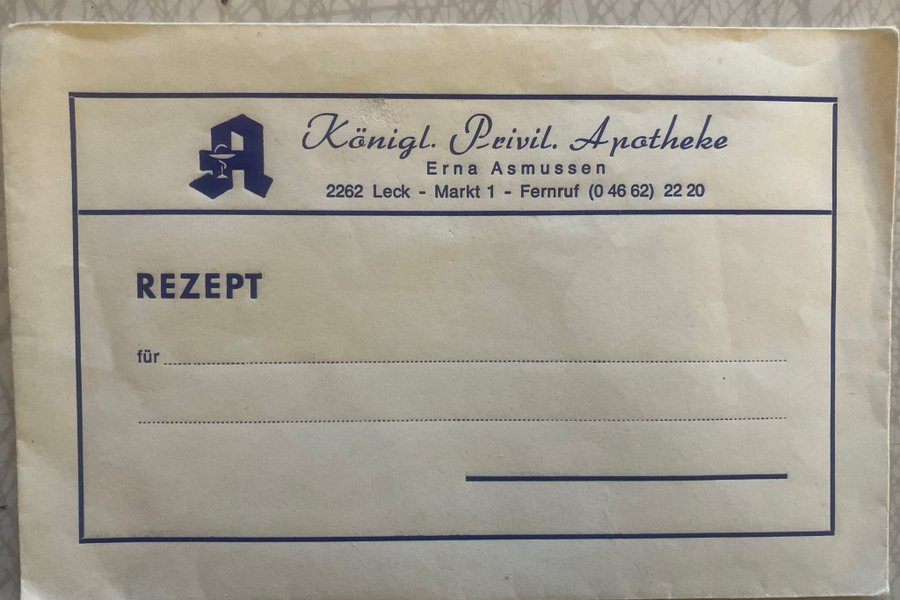 Königl. Privil. Apotheke
Erna Asmussen
2262 Leck - Markt 1 - Fernruf (0 46 62) 22 20
REZEPT
für